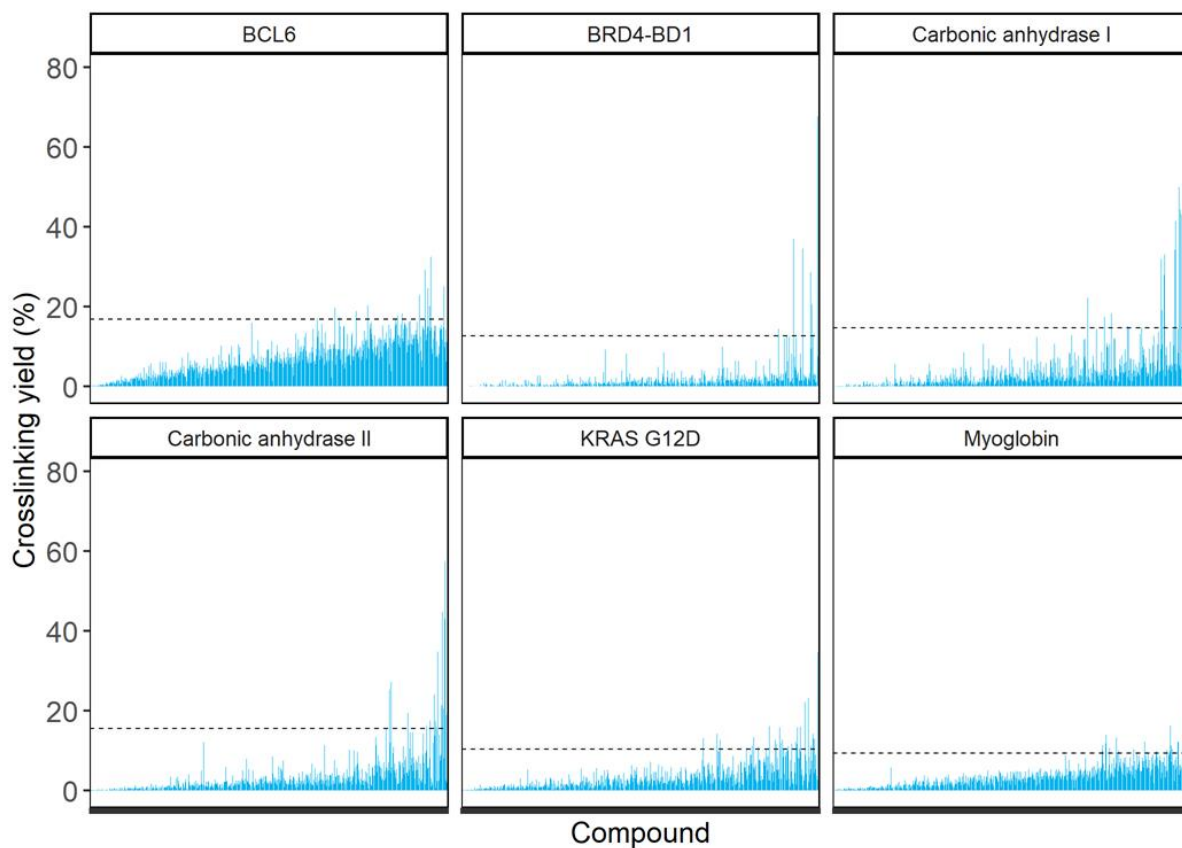 BCL6
BRD4-BD1
Carbonic anhydrase I
80
60
40
20
0
Carbonic anhydrase II
KRAS G12D
Myoglobin
80
60
40
20
0
Crosslinking yield (%)
Compound